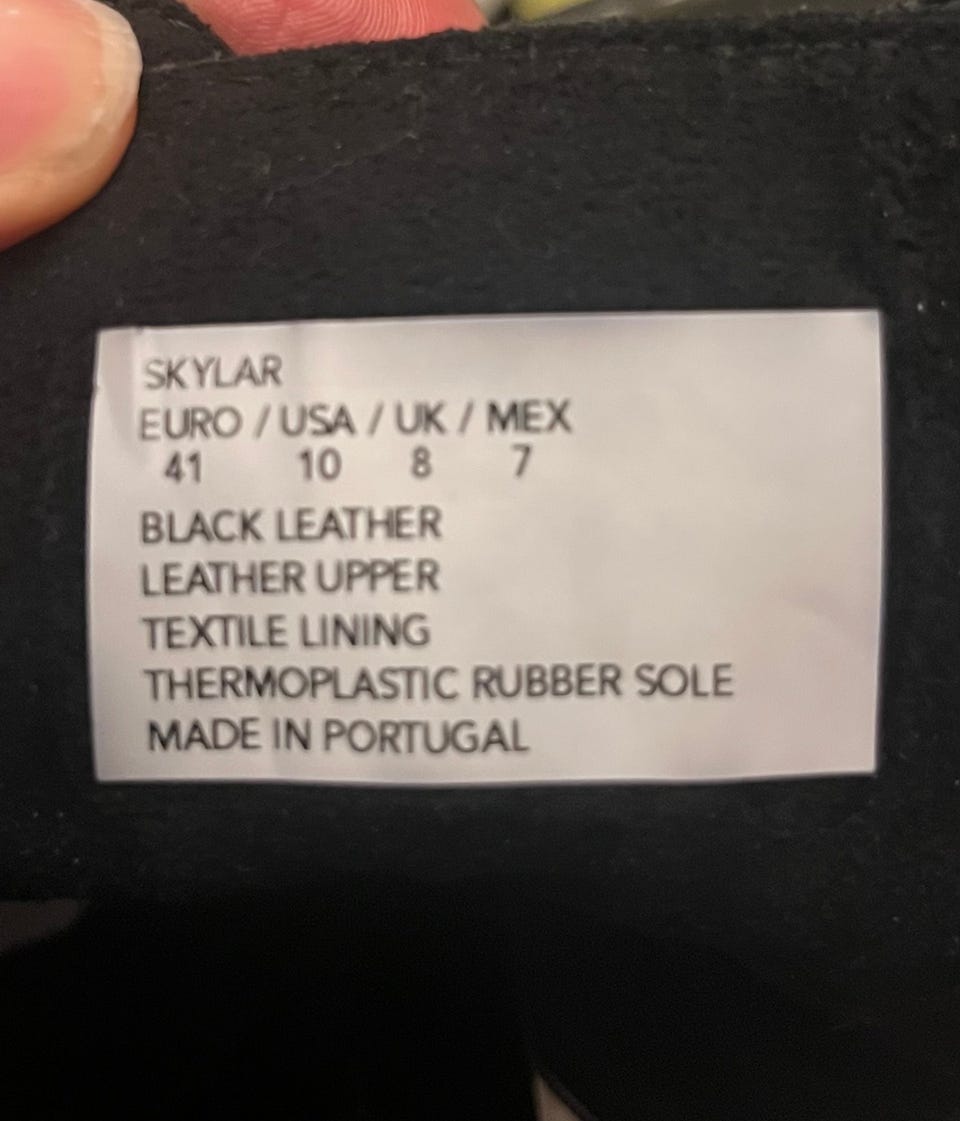 SKYLAR
EURO / USA / UK / MEX
41 10 8 7
BLACK LEATHER
LEATHER UPPER
TEXTILE LINING
THERMOPLASTIC RUBBER SOLE
MADE IN PORTUGAL